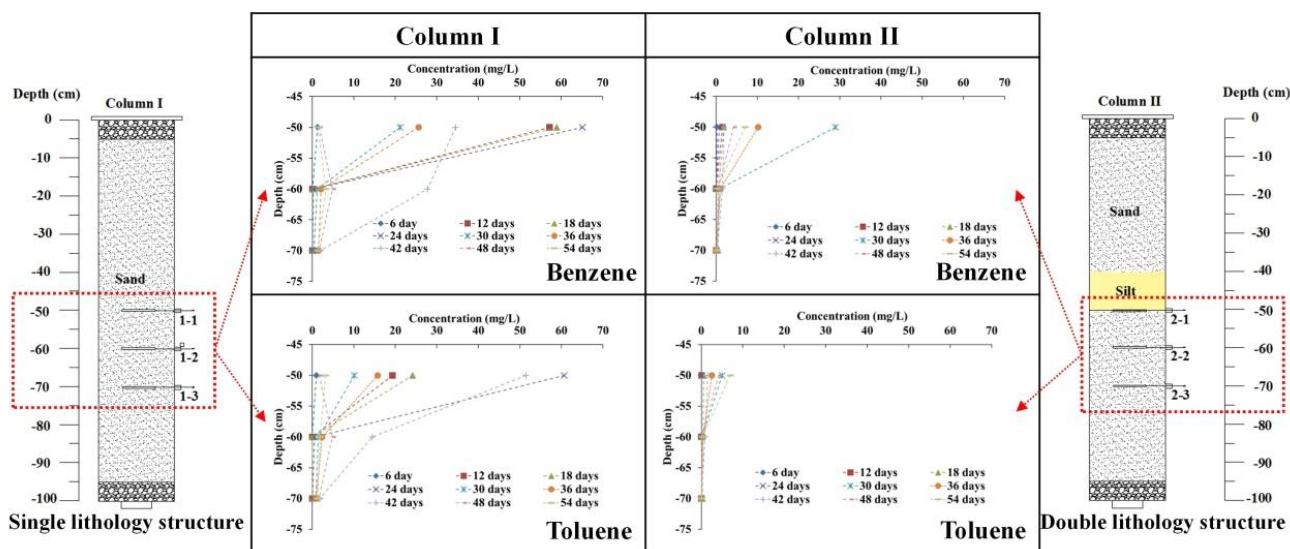 Column I
Column II
Depth (cm)
Column I
0
-10
-20
-30
-40
-50
-60
-70
-80
-90
-100
Sand
1-1
1-2
1-3
Single lithology structure
Concentration (mg/L)
0 10 20 30 40 50 60 70
-45
-50
-55
-60
-65
-70
-75
Depth (cm)
6 day 12 days 18 days
24 days 30 days 36 days
42 days 48 days 54 days
Benzene
Concentration (mg/L)
0 10 20 30 40 50 60 70
-45
-50
-55
-60
-65
-70
-75
Depth (cm)
6 day 12 days 18 days
24 days 30 days 36 days
42 days 48 days 54 days
Benzene
Concentration (mg/L)
0 10 20 30 40 50 60 70
-45
-50
-55
-60
-65
-70
-75
Depth (cm)
6 days 12 days 18 days
24 days 30 days 36 days
42 days 48 days 54 days
Toluene
Concentration (mg/L)
0 10 20 30 40 50 60 70
-45
-50
-55
-60
-65
-70
-75
Depth (cm)
6 day 12 days 18 days
24 days 30 days 36 days
42 days 48 days 54 days
Toluene
Column II
Depth (cm)
0
-10
-20
-30
-40
-50
-60
-70
-80
-90
-100
Sand
Silt
2-1
2-2
2-3
Double lithology structure